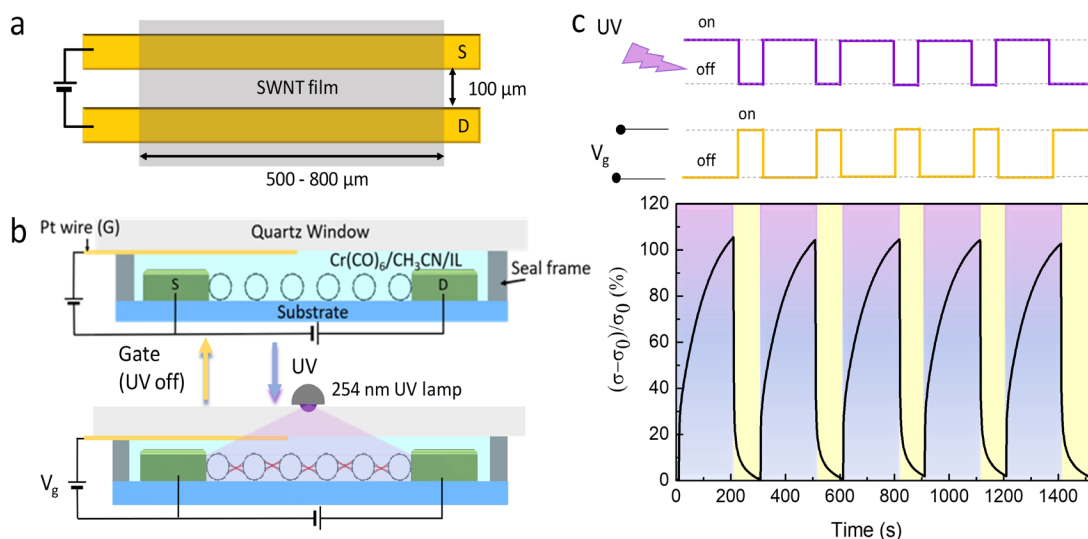 a
S
SWNT film
100 μm
D
500 - 800 μm
b
Pt wire (G)
Quartz Window
Cr(CO)₆/CH₃CN/IL
Seal frame
S
D
Substrate
Gate
(UV off)
UV
254 nm UV lamp
Vg
c
UV
on
off
on
Vg
off
(σ−σ₀)/σ₀ (%)
120
100
80
60
40
20
0
0 200 400 600 800 1000 1200 1400
Time (s)